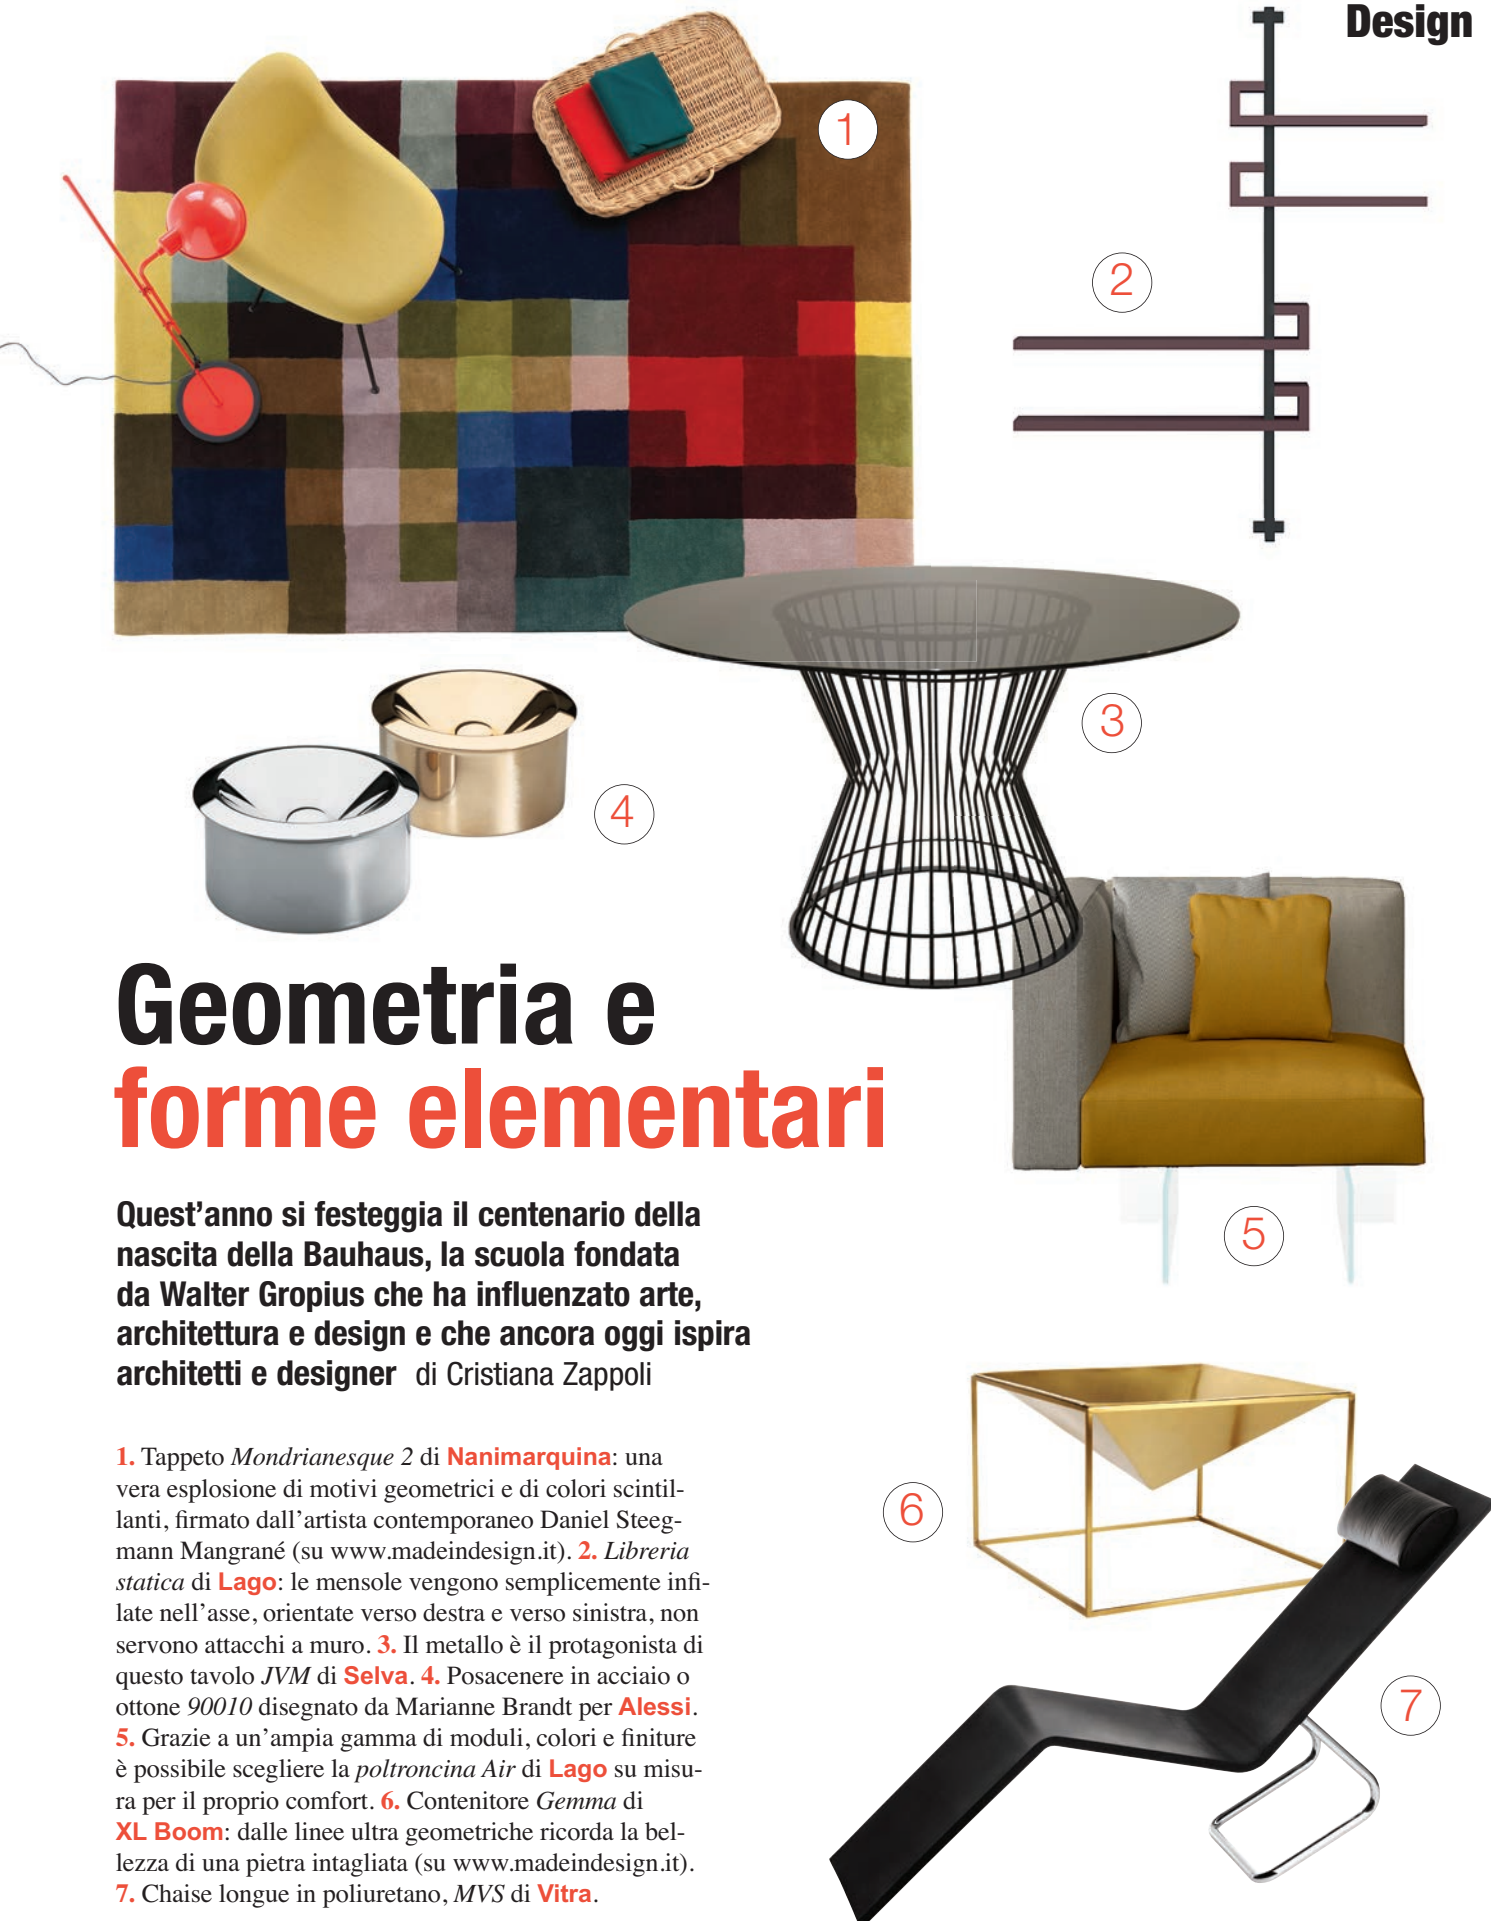 Design
1
2
3
4
Geometria e
forme elementari
5
Quest’anno si festeggia il centenario della
nascita della Bauhaus, la scuola fondata
da Walter Gropius che ha influenzato arte,
architettura e design e che ancora oggi ispira
architetti e designer di Cristiana Zappoli
6
7
1. Tappeto Mondrianesque 2 di Nanimarquina: una
vera esplosione di motivi geometrici e di colori scintil-
lanti, firmato dall’artista contemporaneo Daniel Steeg-
mann Mangrané (su www.madeindesign.it). 2. Libreria
statica di Lago: le mensole vengono semplicemente infi-
late nell’asse, orientate verso destra e verso sinistra, non
servono attacchi a muro. 3. Il metallo è il protagonista di
questo tavolo JVM di Selva. 4. Posacenere in acciaio o
ottone 90010 disegnato da Marianne Brandt per Alessi.
5. Grazie a un’ampia gamma di moduli, colori e finiture
è possibile scegliere la poltroncina Air di Lago su misu-
ra per il proprio comfort. 6. Contenitore Gemma di
XL Boom: dalle linee ultra geometriche ricorda la bel-
lezza di una pietra intagliata (su www.madeindesign.it).
7. Chaise longue in poliuretano, MVS di Vitra.